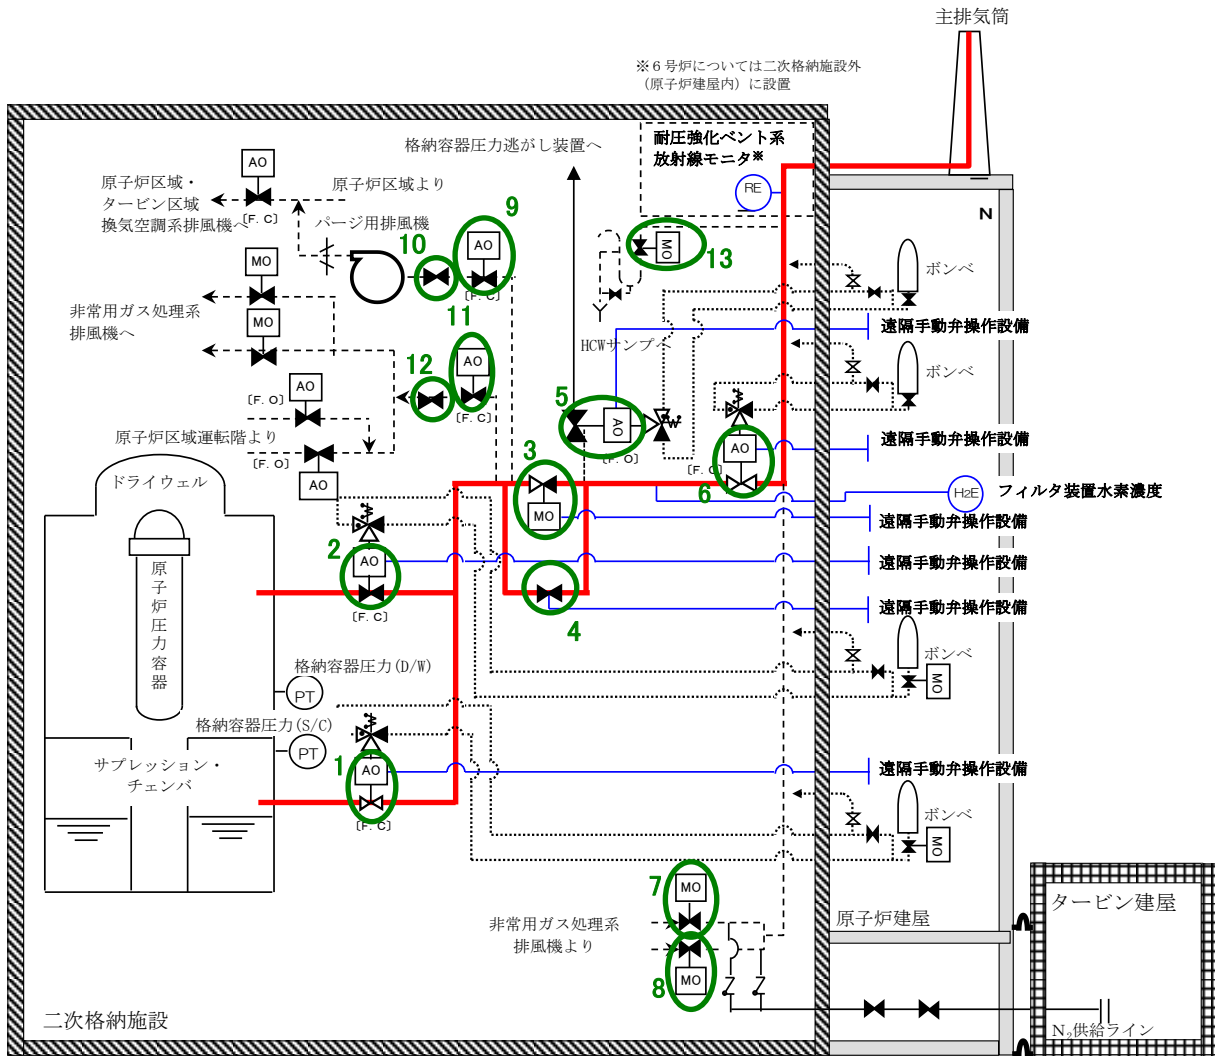 主排気筒
※６号炉については二次格納施設外
（原子炉建屋内）に設置
格納容器圧力逃がし装置へ
耐圧強化ベント系
放射線モニタ※
RE
AO
原子炉区域・
タービン区域
換気空調系排風機へ
(F. C)
原子炉区域より
パージ用排風機
9
AO
(F. C)
10
MO
13
N
ボンベ
MO
非常用ガス処理系
排風機へ
MO
11
AO
(F. C)
12
HCWサンプへ
遠隔手動弁操作設備
ボンベ
AO
(F. O)
原子炉区域運転階より
(F. O)
AO
5
AO
(F. O)
遠隔手動弁操作設備
AO
(F. C)
6
3
MO
H2E
フィルタ装置水素濃度
遠隔手動弁操作設備
ドライウェル
2
AO
(F. C)
遠隔手動弁操作設備
4
遠隔手動弁操作設備
原子炉圧力容器
格納容器圧力(D/W)
PT
ボンベ
MO
格納容器圧力(S/C)
PT
サプレッション・
チェンバ
1
AO
(F. C)
遠隔手動弁操作設備
ボンベ
MO
7
MO
非常用ガス処理系
排風機より
8
MO
原子炉建屋
タービン建屋
二次格納施設
N₂供給ライン